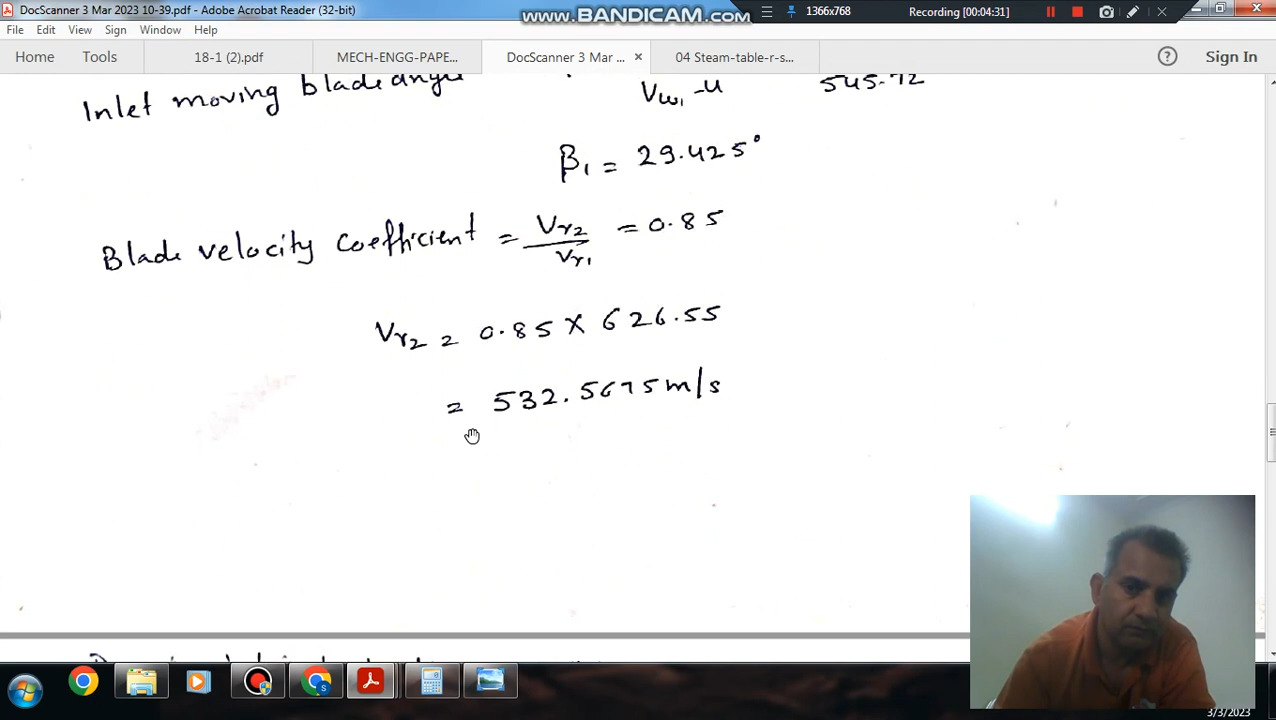 DocScanner 3 Mar 2023 10-39.pdf - Adobe Acrobat Reader (32-bit)
www.BANDICAM.com
1366x768
Recording [00:04:31]
File Edit View Sign Window Help
Home Tools 18-1 (2).pdf MECH-ENGG-PAPE... DocScanner 3 Mar ... × 04 Steam-table-r-s... Sign In
Inlet moving blade angle Vw1 -u 545.72
β1 = 29.425°
Blade velocity coefficient = Vr2/Vr1 = 0.85
Vr2 = 0.85 X 626.55
= 532.5675 m/s
3/3/2023